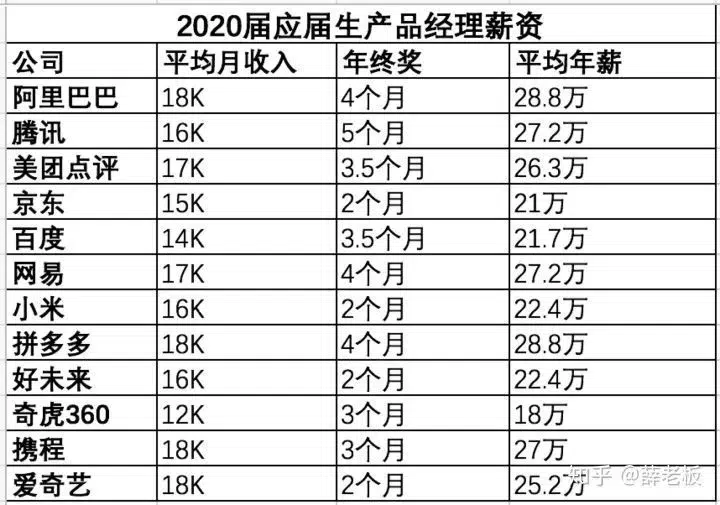 2020届应届生产品经理薪资
公司 平均月收入 年终奖 平均年薪
阿里巴巴 18K 4个月 28.8万
腾讯 16K 5个月 27.2万
美团点评 17K 3.5个月 26.3万
京东 15K 2个月 21万
百度 14K 3.5个月 21.7万
网易 17K 4个月 27.2万
小米 16K 2个月 22.4万
拼多多 18K 4个月 28.8万
好未来 16K 2个月 22.4万
奇虎360 12K 3个月 18万
携程 18K 3个月 27万
爱奇艺 18K 2个月 25.2万
知乎 @薛老板